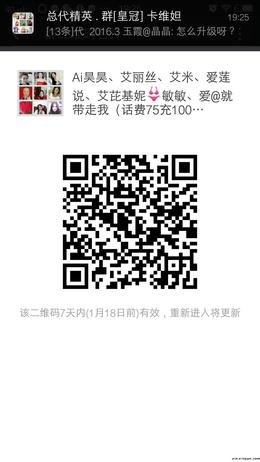 总代精英.群[皇冠] 卡维妲
19:25
[13条]代 2016.3 玉霞@晶晶: 怎么升级呀？
Ai昊昊、艾丽丝、艾米、爱莲
说、艾芘基妮👙敏敏、爱@就
带走我（话费75充100…
该二维码7天内(1月18日前)有效，重新进入将更新